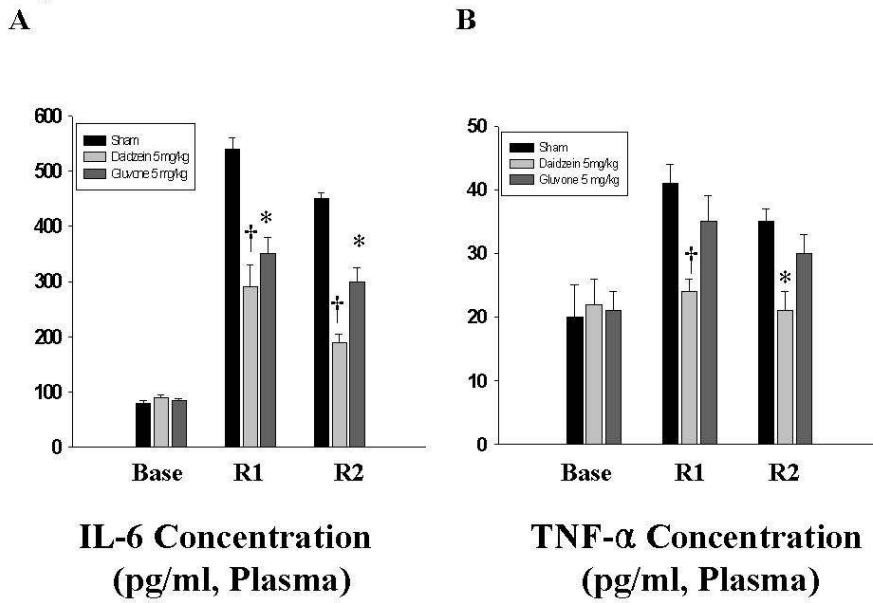 A
600
500
400
300
200
100
0
Sham
Daidzein 5mg/kg
Gluvone 5mg/kg
†
*
†
*
Base R1 R2
IL-6 Concentration
(pg/ml, Plasma)
B
50
40
30
20
10
0
Sham
Daidzein 5mg/kg
Gluvone 5 mg/kg
†
*
Base R1 R2
TNF-α Concentration
(pg/ml, Plasma)